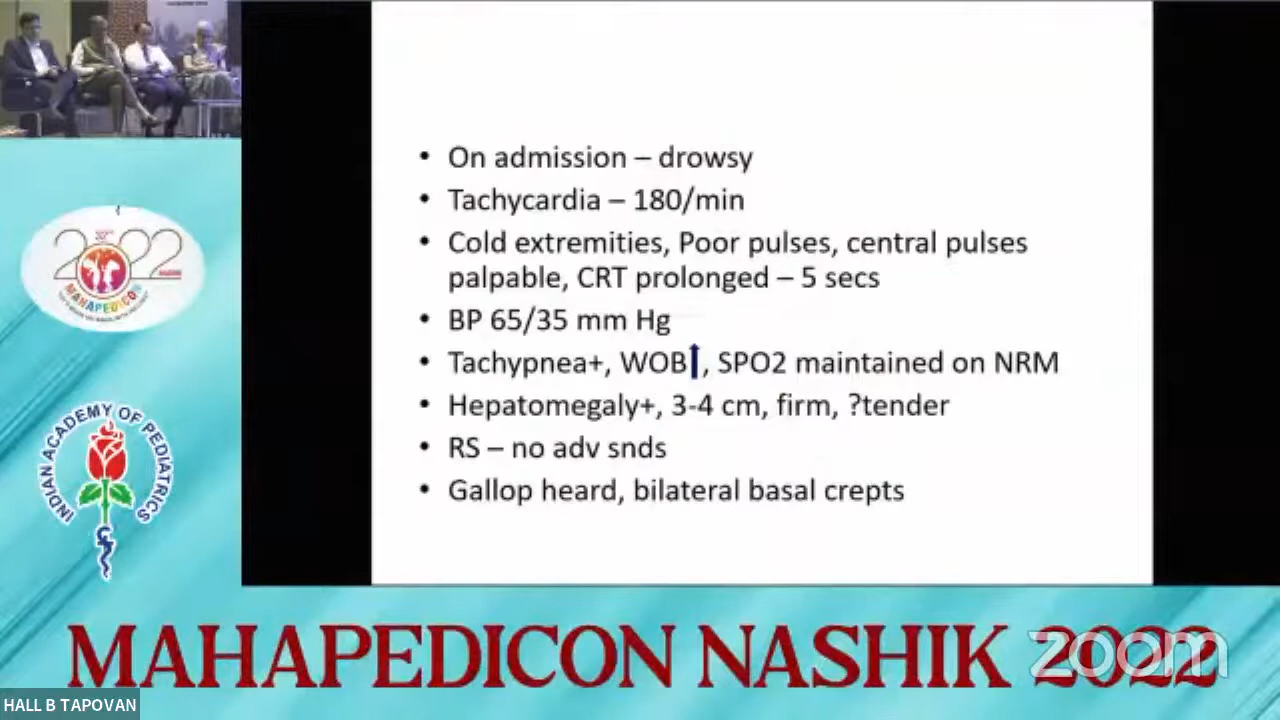 • On admission – drowsy
• Tachycardia – 180/min
• Cold extremities, Poor pulses, central pulses
palpable, CRT prolonged – 5 secs
• BP 65/35 mm Hg
• Tachypnea+, WOB⬆, SPO2 maintained on NRM
• Hepatomegaly+, 3-4 cm, firm, ?tender
• RS – no adv snds
• Gallop heard, bilateral basal crepts
2022
MAHAPEDICON
INDIAN ACADEMY OF PEDIATRICS
MAHAPEDICON NASHIK 2022
zoom
HALL B TAPOVAN